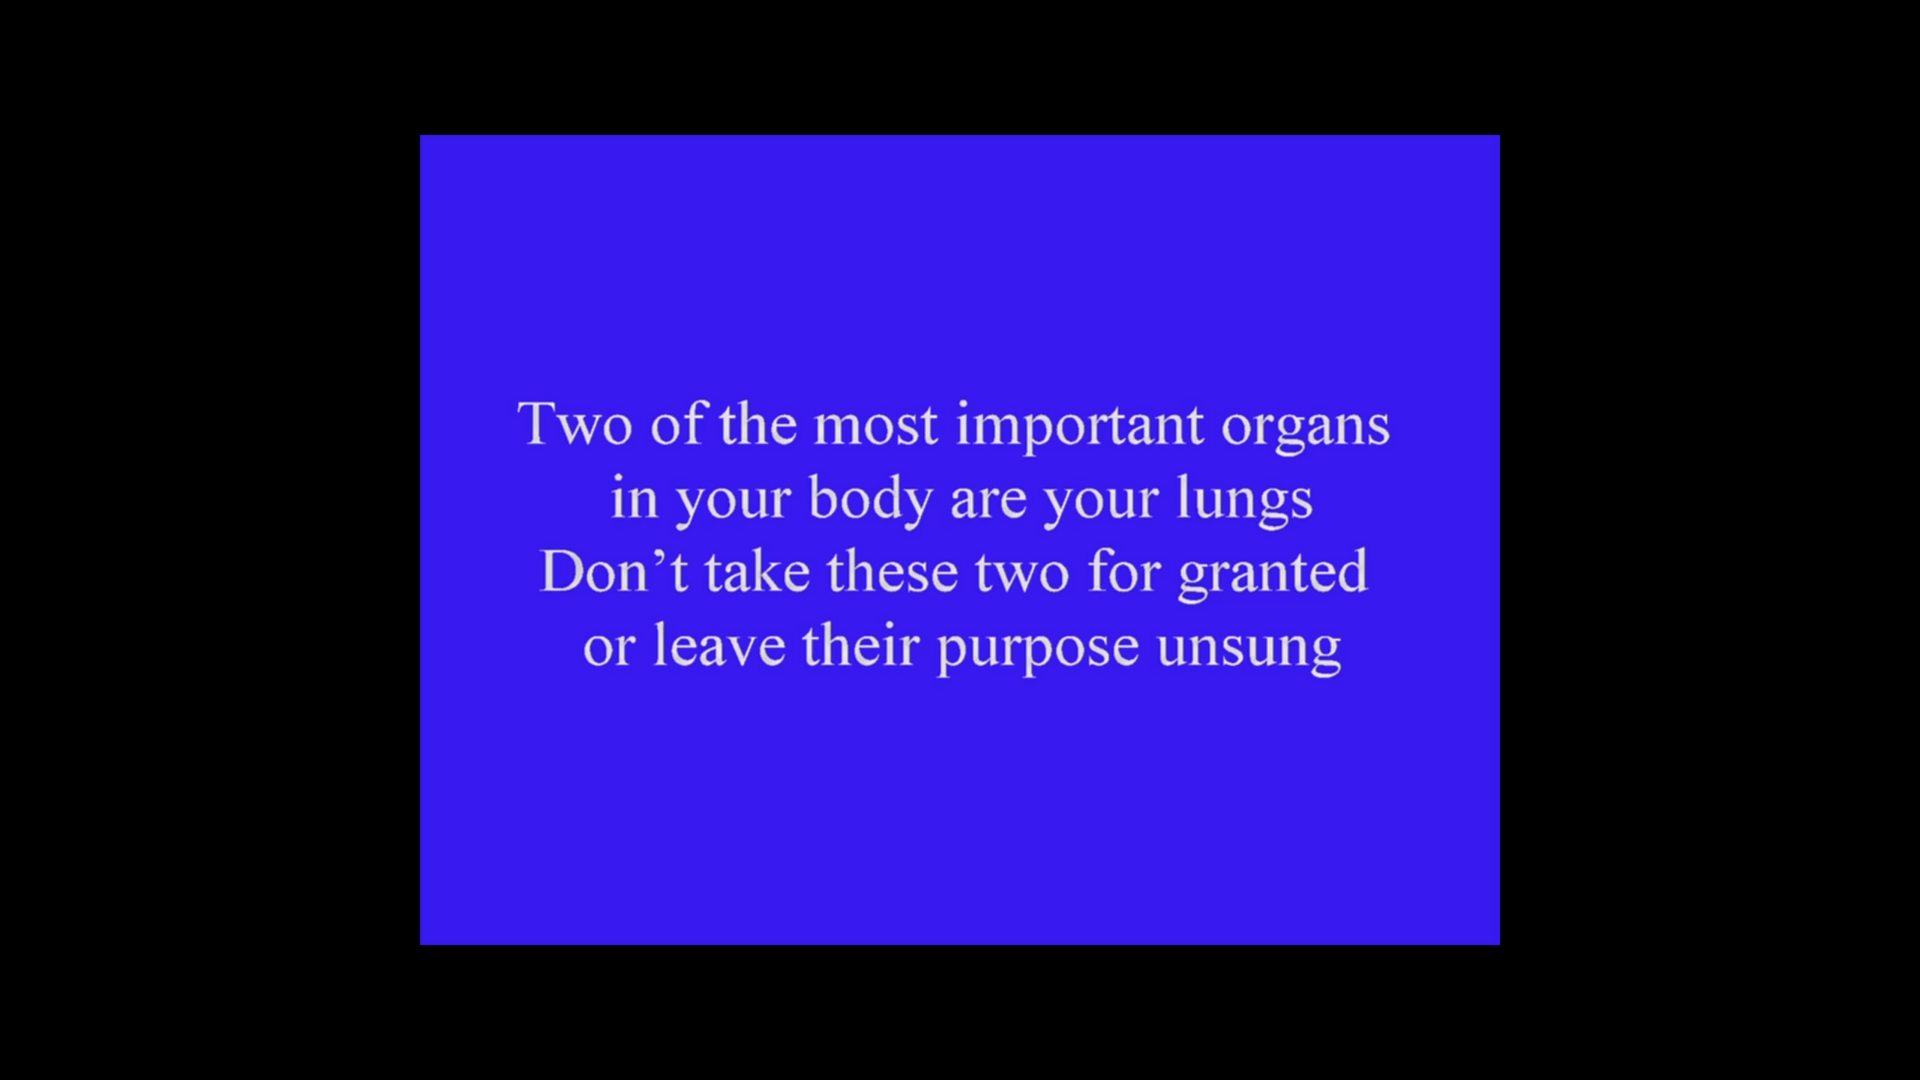 Two of the most important organs
in your body are your lungs
Don’t take these two for granted
or leave their purpose unsung